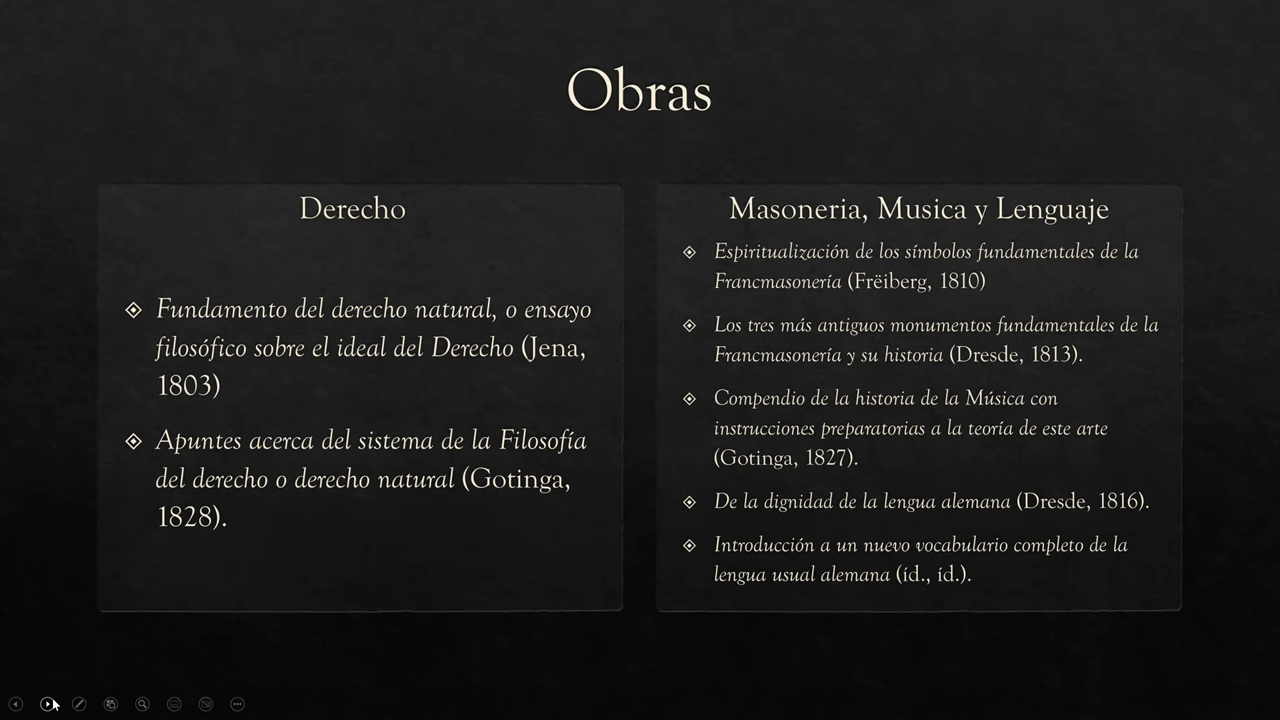 Obras
Derecho
Fundamento del derecho natural, o ensayo
filosófico sobre el ideal del Derecho (Jena,
1803)
Apuntes acerca del sistema de la Filosofía
del derecho o derecho natural (Gotinga,
1828).
Masoneria, Musica y Lenguaje
Espiritualización de los símbolos fundamentales de la
Francmasonería (Frëiberg, 1810)
Los tres más antiguos monumentos fundamentales de la
Francmasonería y su historia (Dresde, 1813).
Compendio de la historia de la Música con
instrucciones preparatorias a la teoría de este arte
(Gotinga, 1827).
De la dignidad de la lengua alemana (Dresde, 1816).
Introducción a un nuevo vocabulario completo de la
lengua usual alemana (íd., íd.).